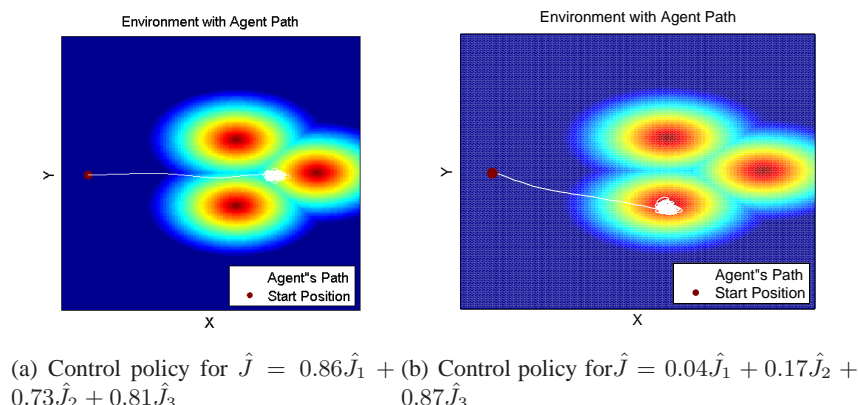 Environment with Agent Path
Y
Agent"s Path
Start Position
X
Environment with Agent Path
Y
Agent"s Path
Start Position
X
(a) Control policy for Ĵ = 0.86Ĵ₁ + 0.73Ĵ₂ + 0.81Ĵ₃
(b) Control policy forĴ = 0.04Ĵ₁ + 0.17Ĵ₂ + 0.87Ĵ₃